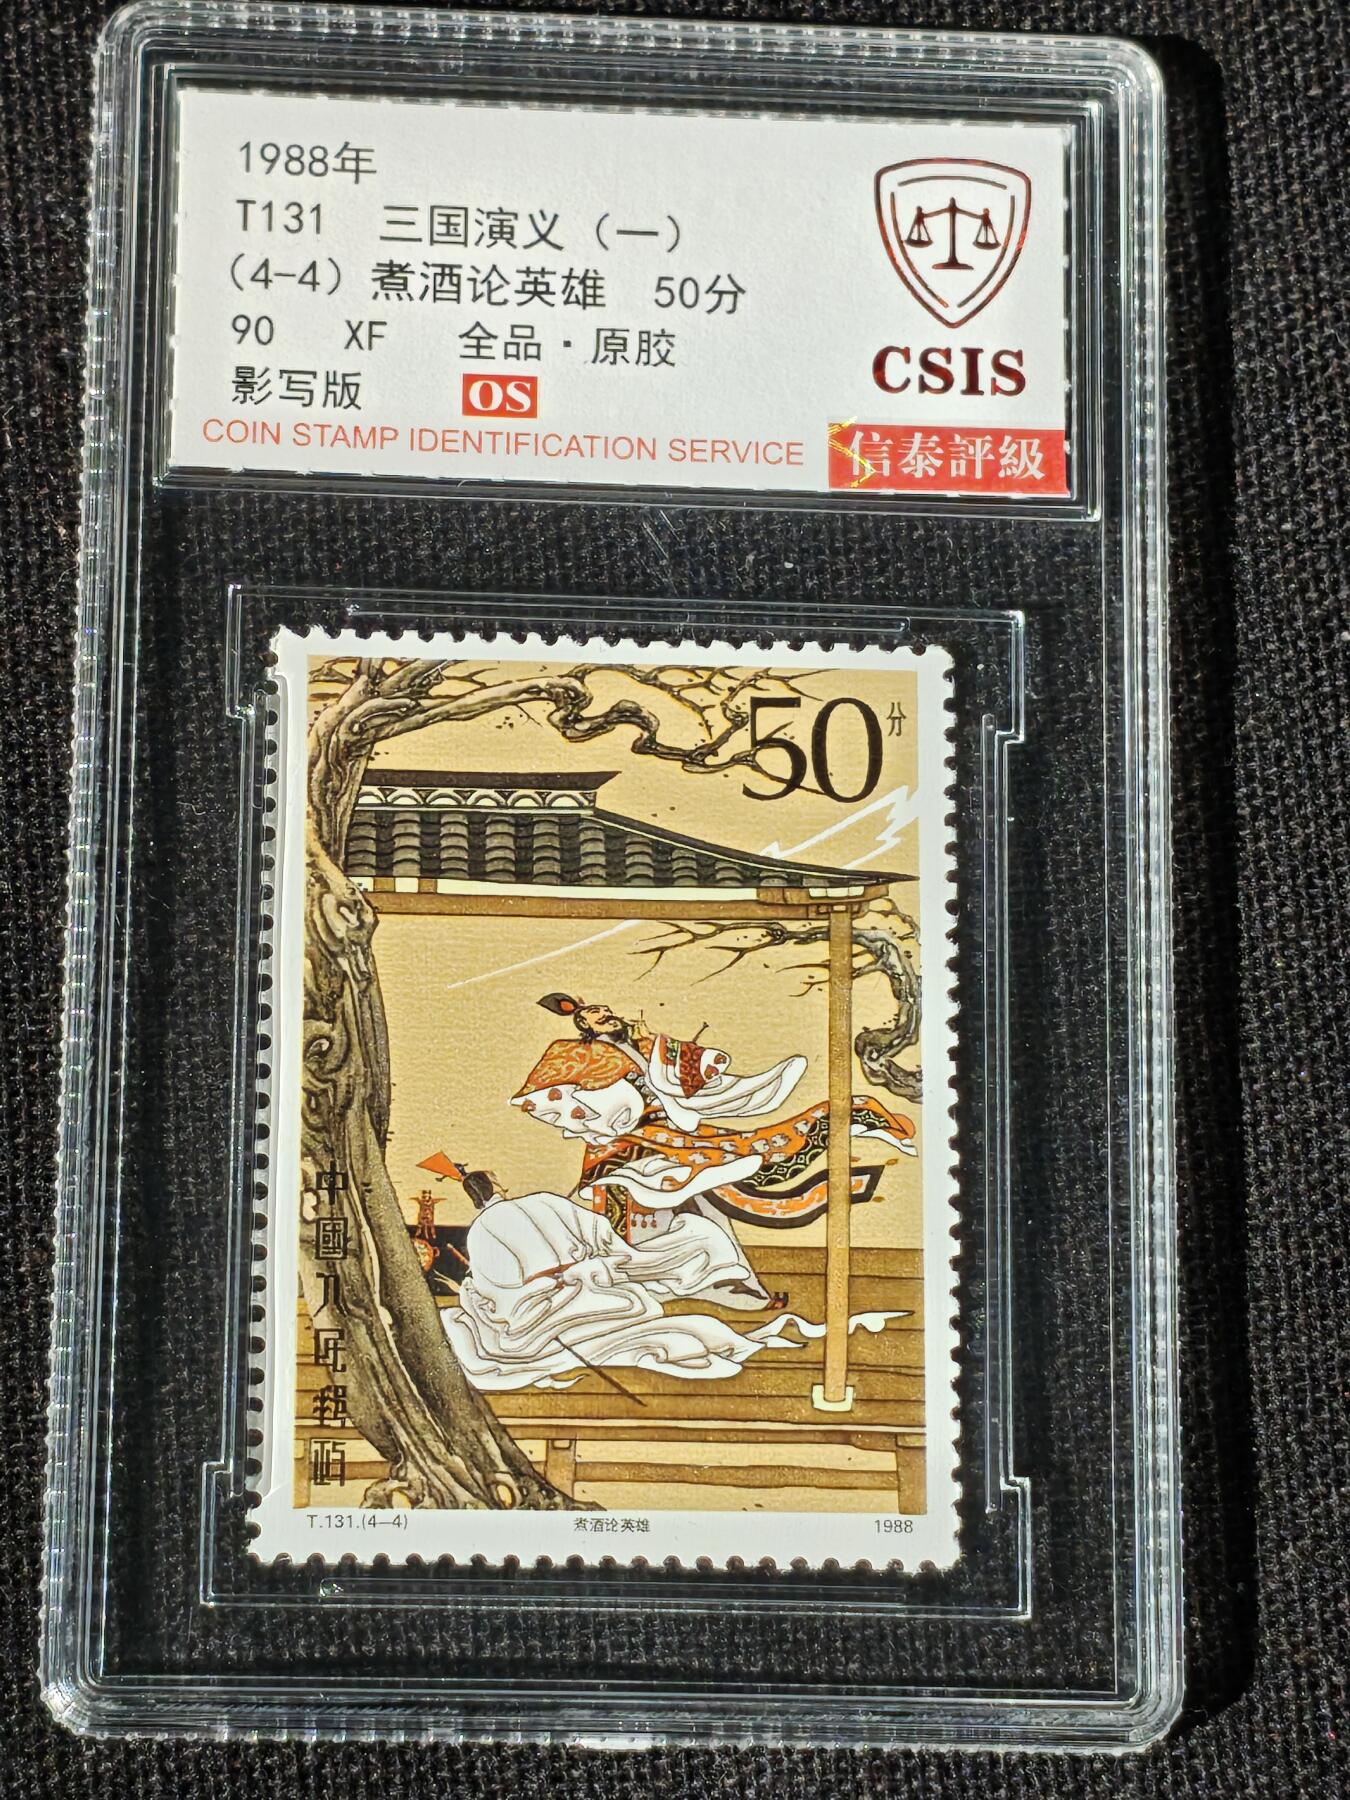 1988年
T131 三国演义（一）
（4-4）煮酒论英雄 50分
90 XF 全品·原胶
影写版 OS
COIN STAMP IDENTIFICATION SERVICE
CSIS
信泰評級
50分
中國人民郵政
T.131.(4—4) 煮酒论英雄 1988